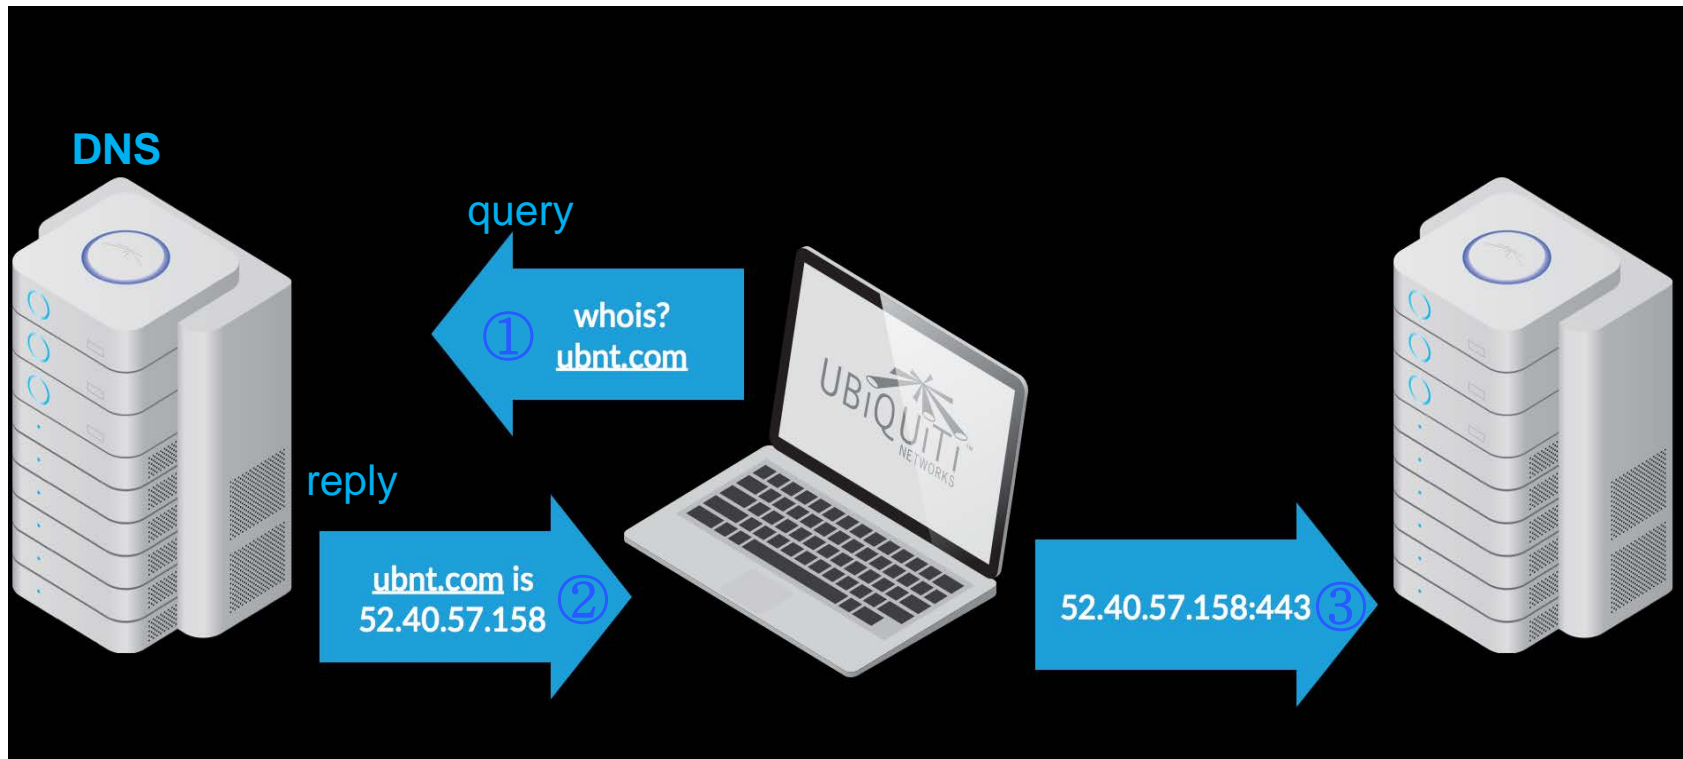 DNS
query
① whois?
ubnt.com
UBiQUiTi
NETWORKS
™
reply
ubnt.com is
52.40.57.158 ②
52.40.57.158:443 ③